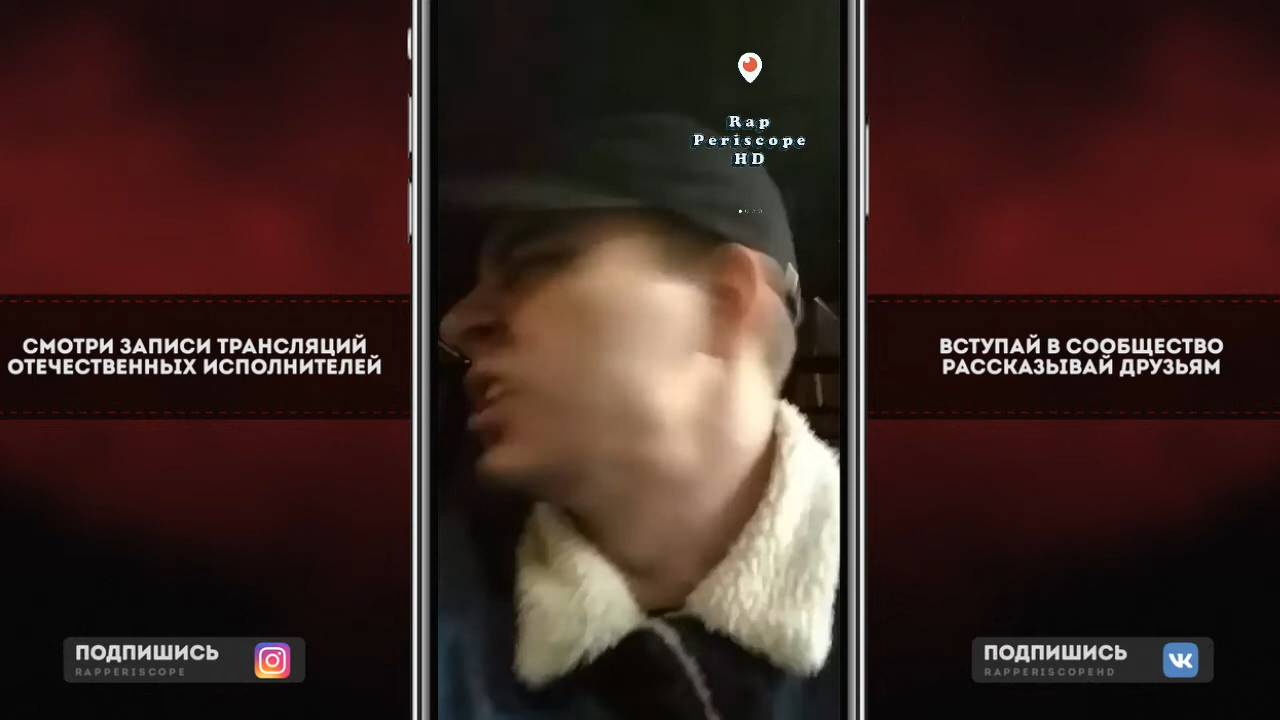 Rap
Periscope
HD
СМОТРИ ЗАПИСИ ТРАНСЛЯЦИЙ
ОТЕЧЕСТВЕННЫХ ИСПОЛНИТЕЛЕЙ
ВСТУПАЙ В СООБЩЕСТВО
РАССКАЗЫВАЙ ДРУЗЬЯМ
ПОДПИШИСЬ
RAPPERISCOPE
ПОДПИШИСЬ
RAPPERISCOPEHD